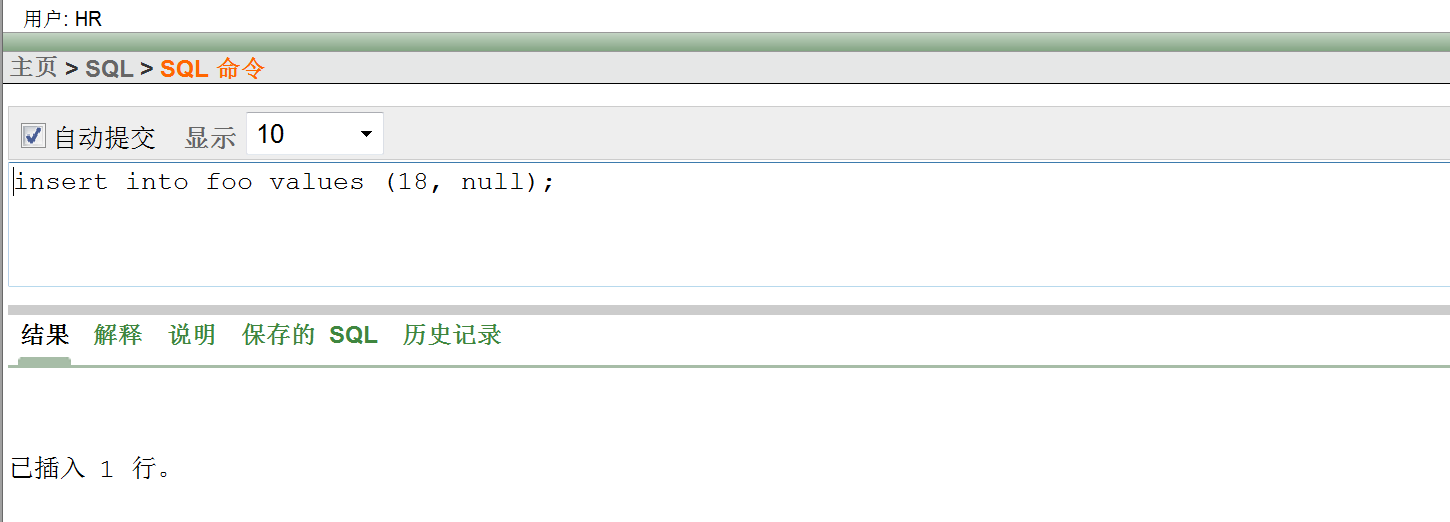 用户: HR
主页 > SQL > SQL 命令
自动提交 显示 10
insert into foo values (18, null);
结果 解释 说明 保存的 SQL 历史记录
已插入 1 行。